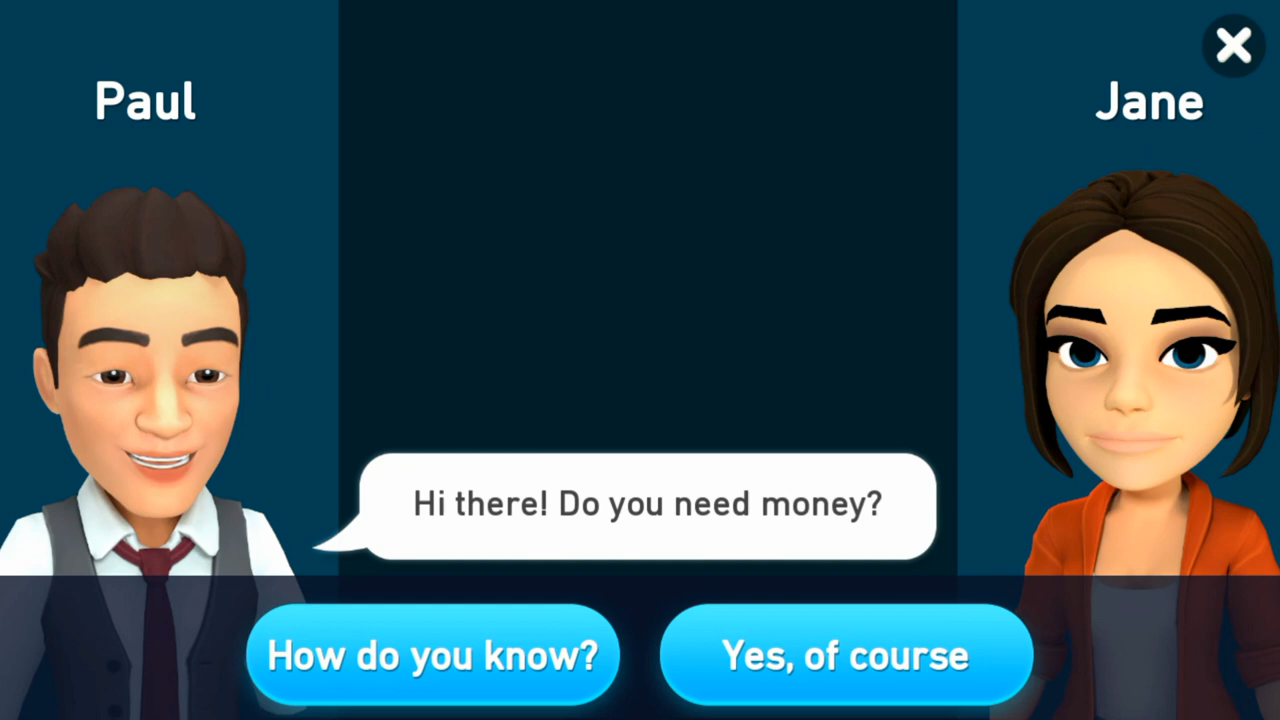 Paul
Jane
Hi there! Do you need money?
How do you know?
Yes, of course